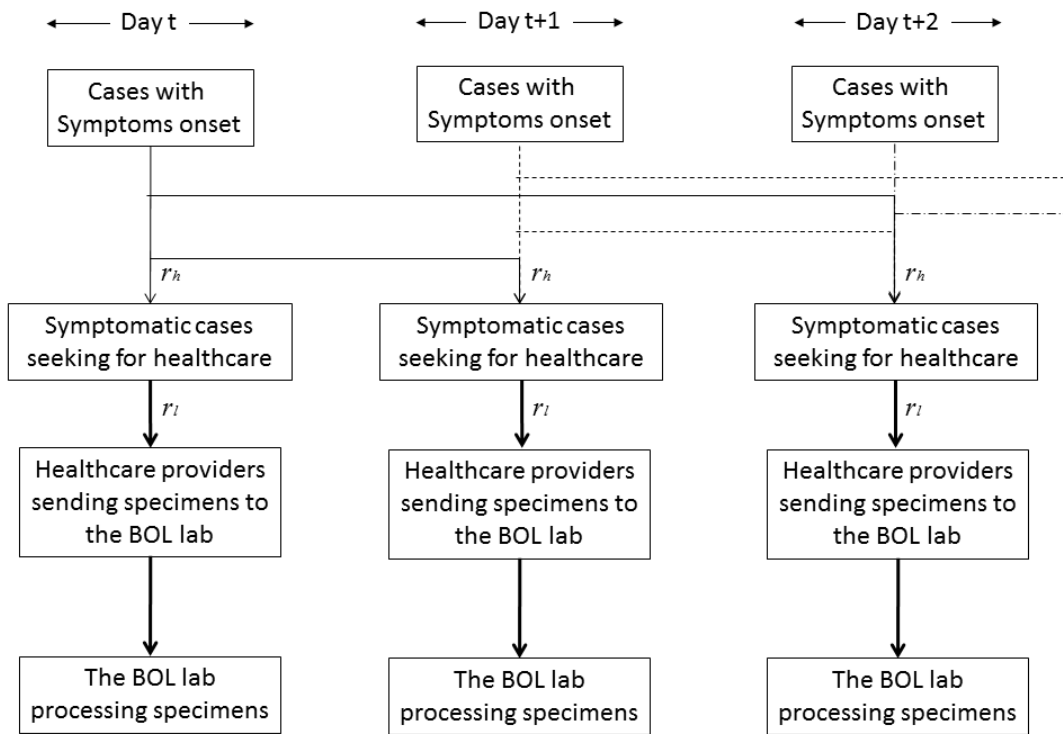 Day t
Day t+1
Day t+2
Cases with
Symptoms onset
Cases with
Symptoms onset
Cases with
Symptoms onset
rh
rh
rh
Symptomatic cases
seeking for healthcare
Symptomatic cases
seeking for healthcare
Symptomatic cases
seeking for healthcare
rl
rl
rl
Healthcare providers
sending specimens to
the BOL lab
Healthcare providers
sending specimens to
the BOL lab
Healthcare providers
sending specimens to
the BOL lab
The BOL lab
processing specimens
The BOL lab
processing specimens
The BOL lab
processing specimens